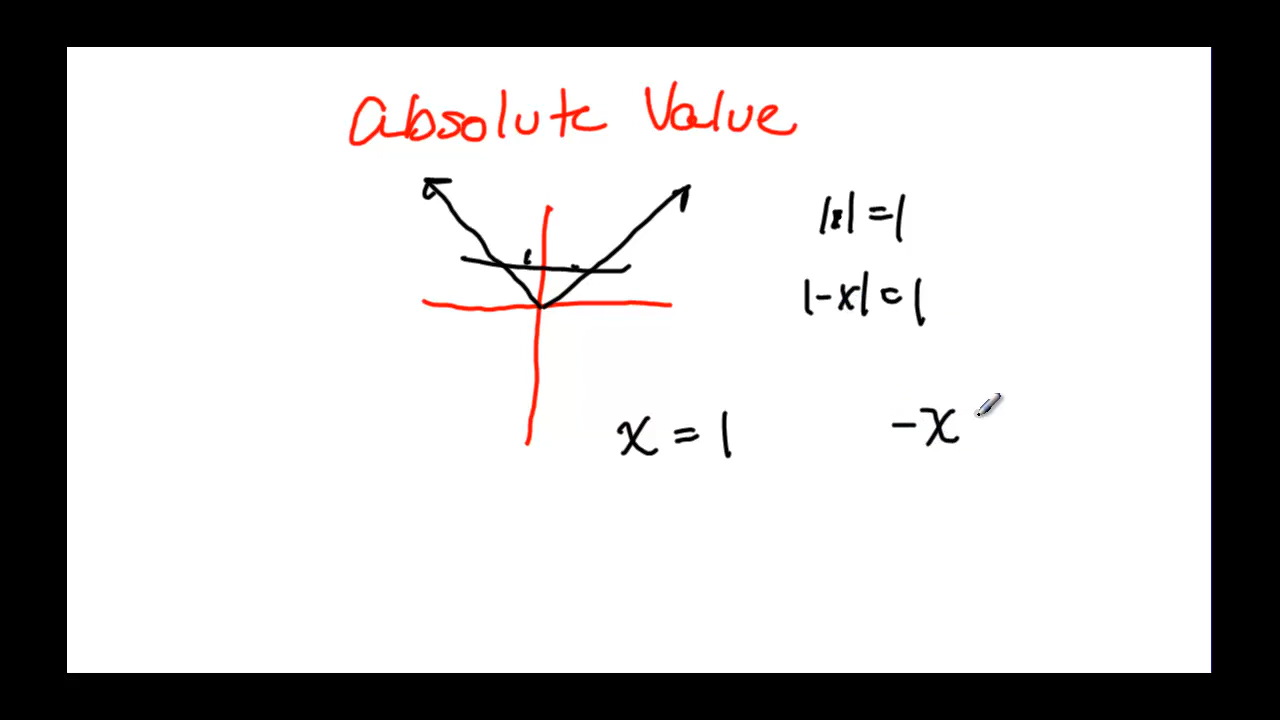 Absolute Value
|x| = 1
|-x| = 1
x = 1
-x